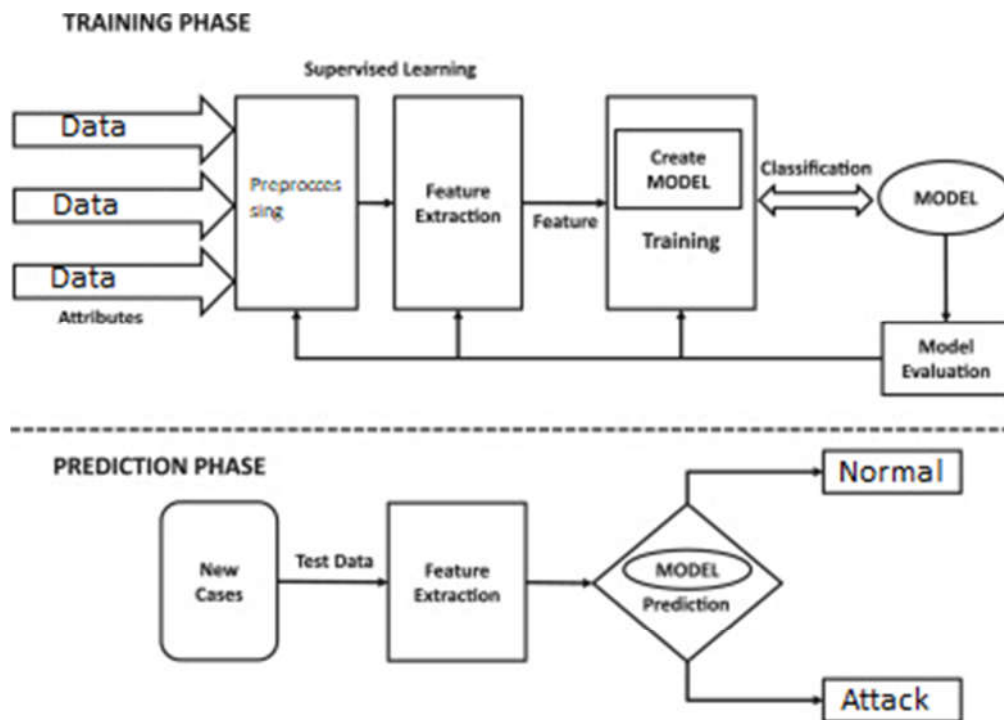 TRAINING PHASE
Supervised Learning
Data
Data
Data
Attributes
Preprocces
sing
Feature
Extraction
Feature
Create
MODEL
Training
Classification
MODEL
Model
Evaluation
PREDICTION PHASE
New
Cases
Test Data
Feature
Extraction
MODEL
Prediction
Normal
Attack